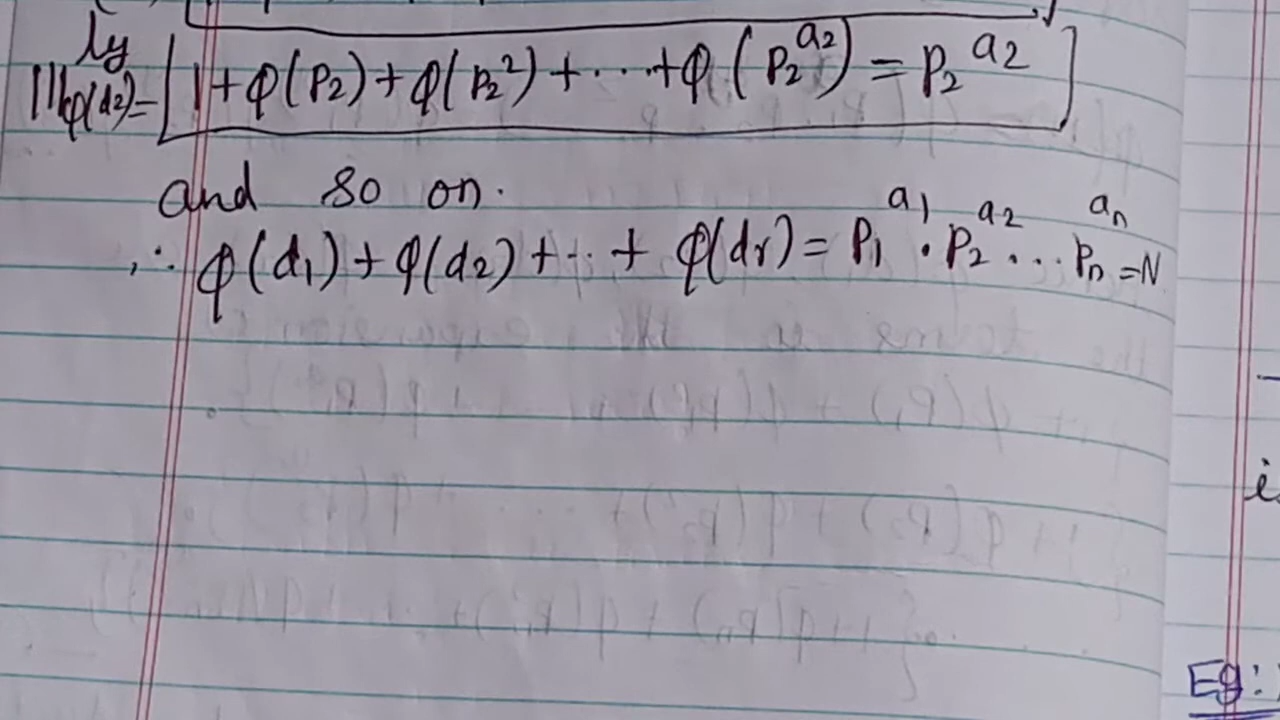 |||ly φ(d2)= [1+φ(p₂)+φ(p₂²)+···+φ(p₂^a₂)=p₂^a₂]
and so on.
∴ φ(d₁)+φ(d₂)+··+ φ(dr)= p₁^a₁·p₂^a₂...pₙ^aₙ=N
i
Eg: